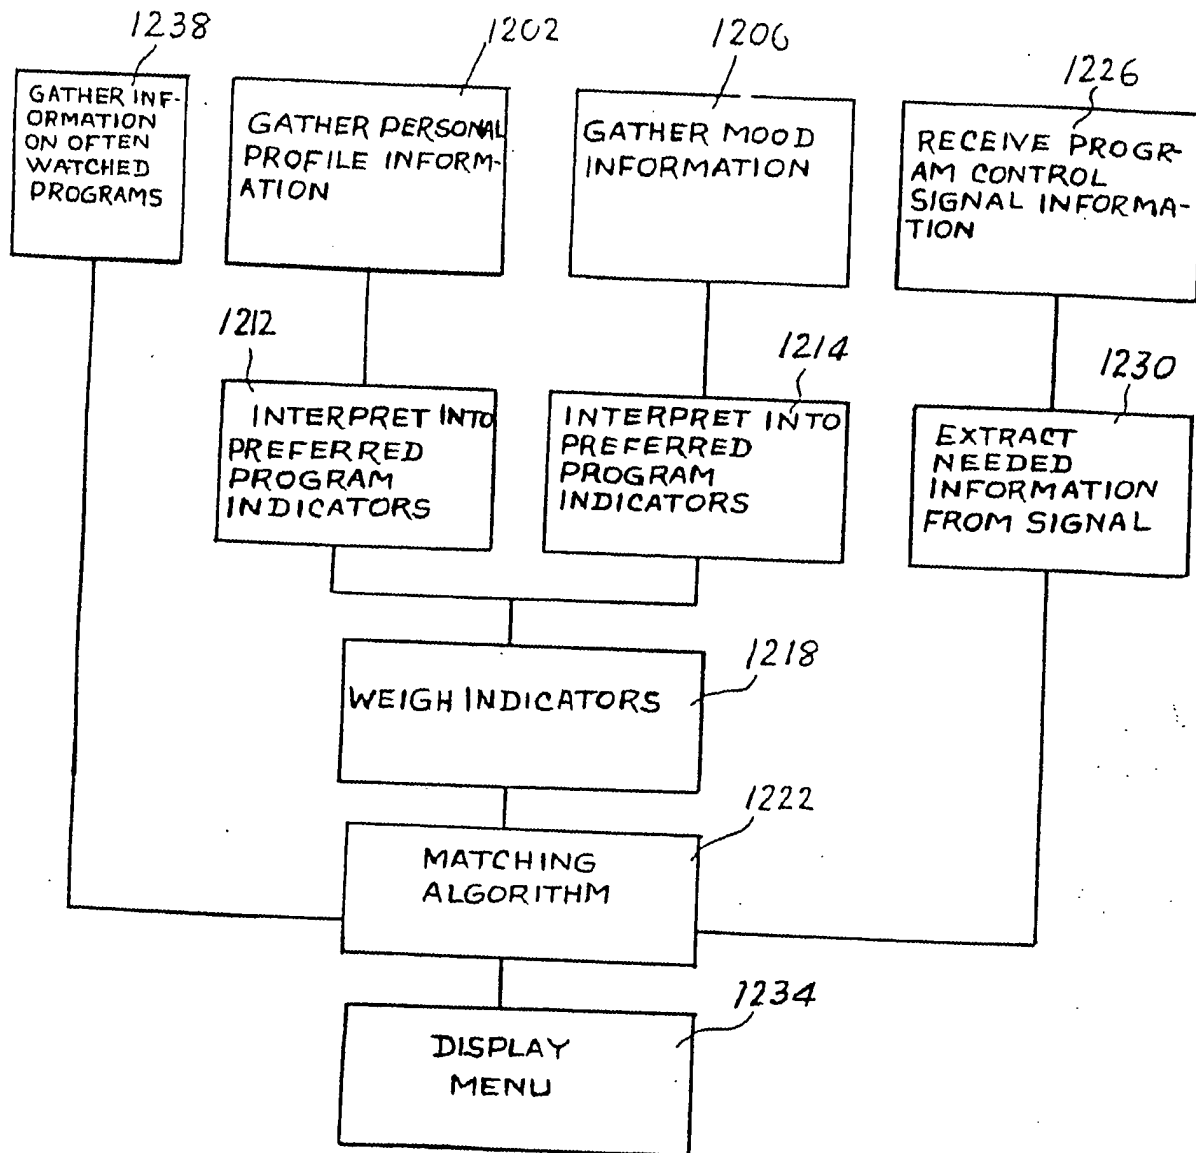 1238
GATHER INF-
ORMATION
ON OFTEN
WATCHED
PROGRAMS
1202
GATHER PERSONAL
PROFILE INFORM-
ATION
1206
GATHER MOOD
INFORMATION
1226
RECEIVE PROGR-
AM CONTROL
SIGNAL INFORMA-
TION
1212
INTERPRET INTO
PREFERRED
PROGRAM
INDICATORS
1214
INTERPRET INTO
PREFERRED
PROGRAM
INDICATORS
1230
EXTRACT
NEEDED
INFORMATION
FROM SIGNAL
1218
WEIGH INDICATORS
1222
MATCHING
ALGORITHM
1234
DISPLAY
MENU